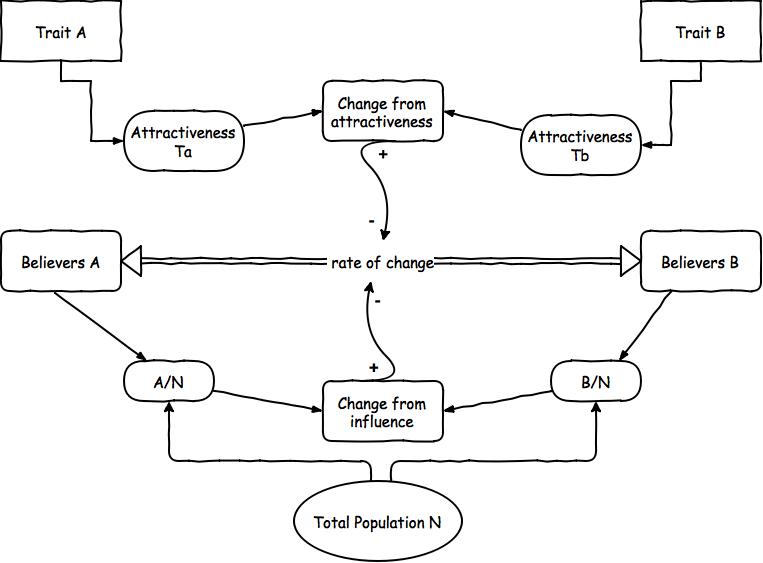 Trait A
Trait B
Change from
attractiveness
Attractiveness
Ta
Attractiveness
Tb
+
-
Believers A
rate of change
Believers B
-
+
A/N
B/N
Change from
influence
Total Population N